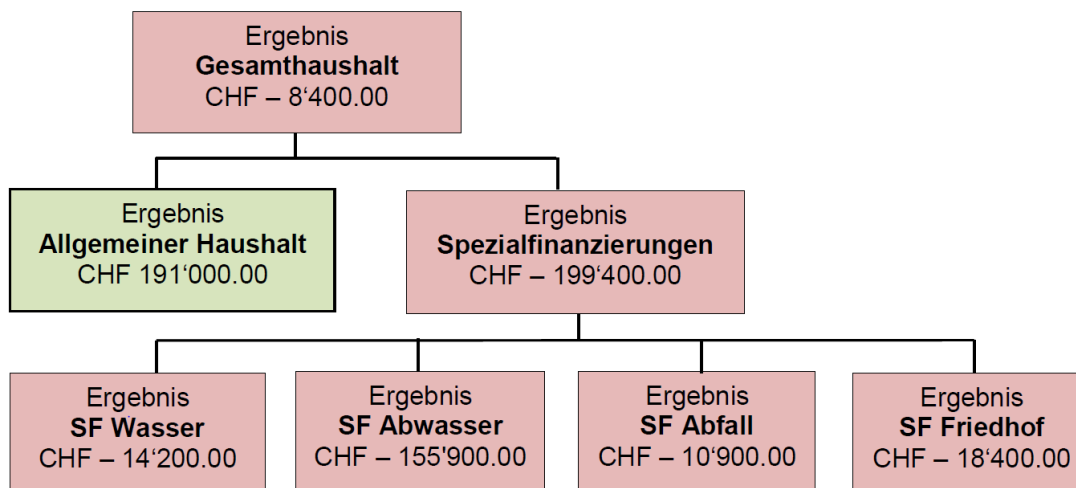 Ergebnis
Gesamthaushalt
CHF – 8‘400.00
Ergebnis
Allgemeiner Haushalt
CHF 191‘000.00
Ergebnis
Spezialfinanzierungen
CHF – 199‘400.00
Ergebnis
SF Wasser
CHF – 14‘200.00
Ergebnis
SF Abwasser
CHF – 155'900.00
Ergebnis
SF Abfall
CHF – 10‘900.00
Ergebnis
SF Friedhof
CHF – 18‘400.00